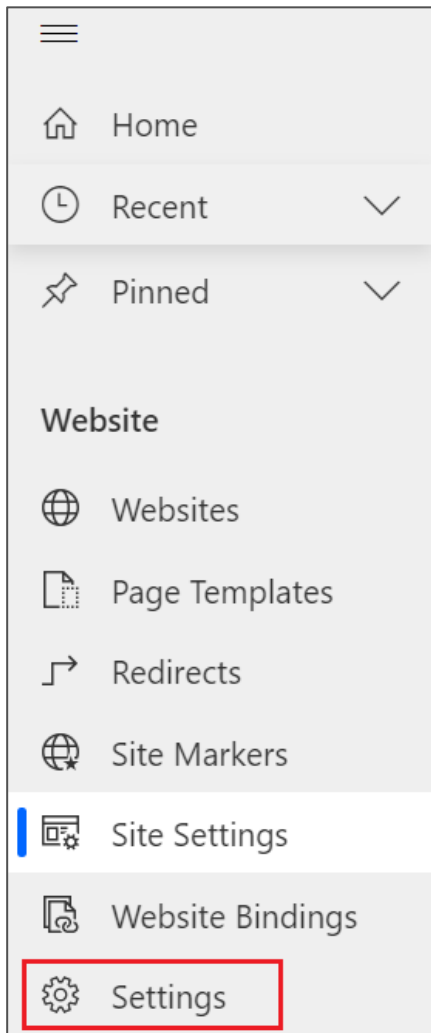 Home
Recent
Pinned
Website
Websites
Page Templates
Redirects
Site Markers
Site Settings
Website Bindings
Settings